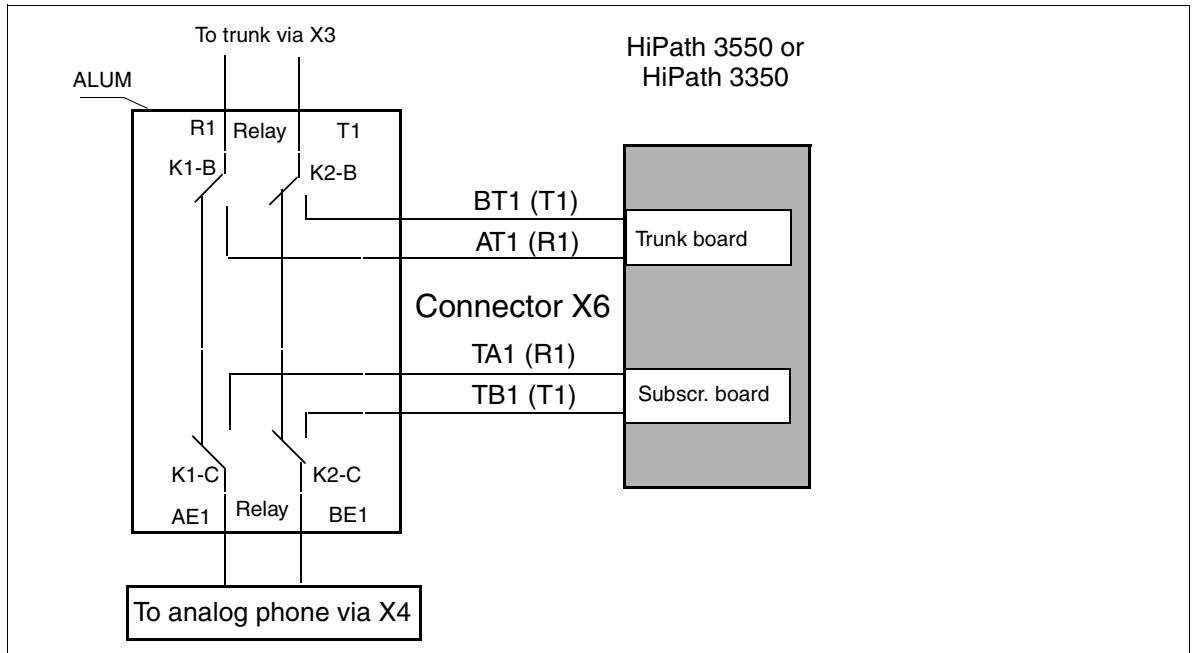 To trunk via X3
HiPath 3550 or
HiPath 3350
ALUM
R1 Relay T1
K1-B K2-B
BT1 (T1)
AT1 (R1)
Trunk board
Connector X6
TA1 (R1)
TB1 (T1)
Subscr. board
K1-C K2-C
AE1 Relay BE1
To analog phone via X4